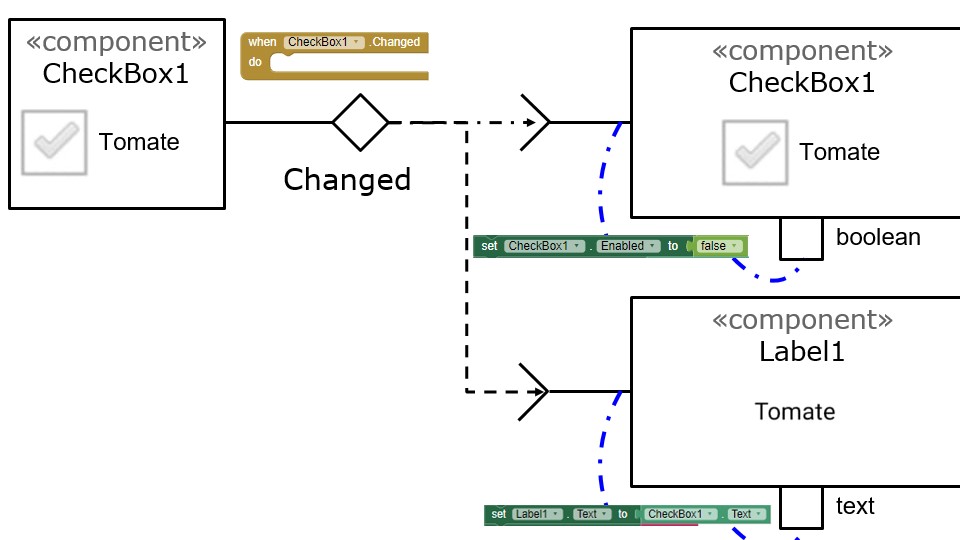 «component»
CheckBox1
Tomate
when CheckBox1 .Changed
do
Changed
«component»
CheckBox1
Tomate
boolean
set CheckBox1 . Enabled to false
«component»
Label1
Tomate
text
set Label1 . Text to CheckBox1 . Text